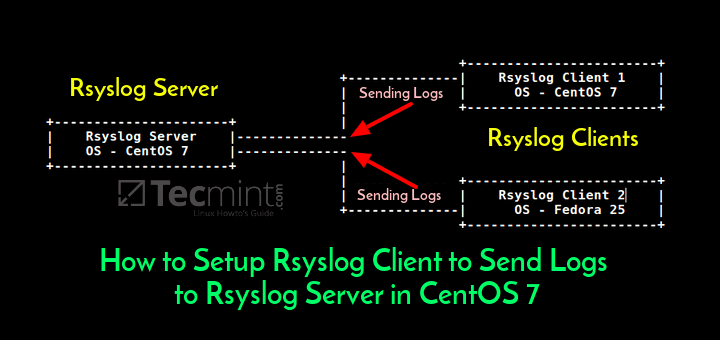 Rsyslog Server
Rsyslog Server
OS - CentOS 7
Sending Logs
Rsyslog Client 1
OS - CentOS 7
Rsyslog Clients
Sending Logs
Rsyslog Client 2
OS - Fedora 25
Tecmint.com
Linux Howto's Guide
How to Setup Rsyslog Client to Send Logs
to Rsyslog Server in CentOS 7